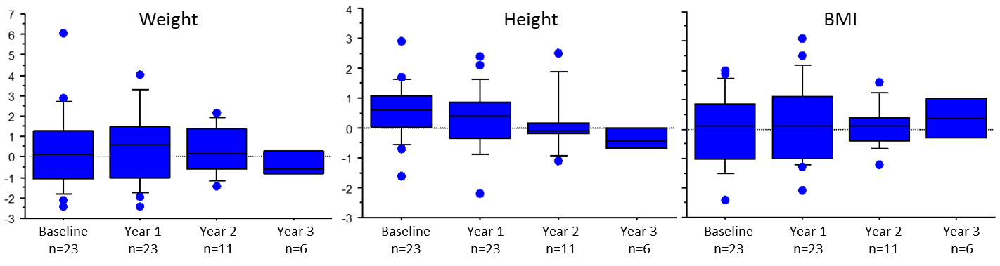 Weight
7
6
5
4
3
2
1
0
-1
-2
-3
Baseline Year 1 Year 2 Year 3
n=23 n=23 n=11 n=6
Height
4
3
2
1
0
-1
-2
-3
Baseline Year 1 Year 2 Year 3
n=23 n=23 n=11 n=6
BMI
Baseline Year 1 Year 2 Year 3
n=23 n=23 n=11 n=6